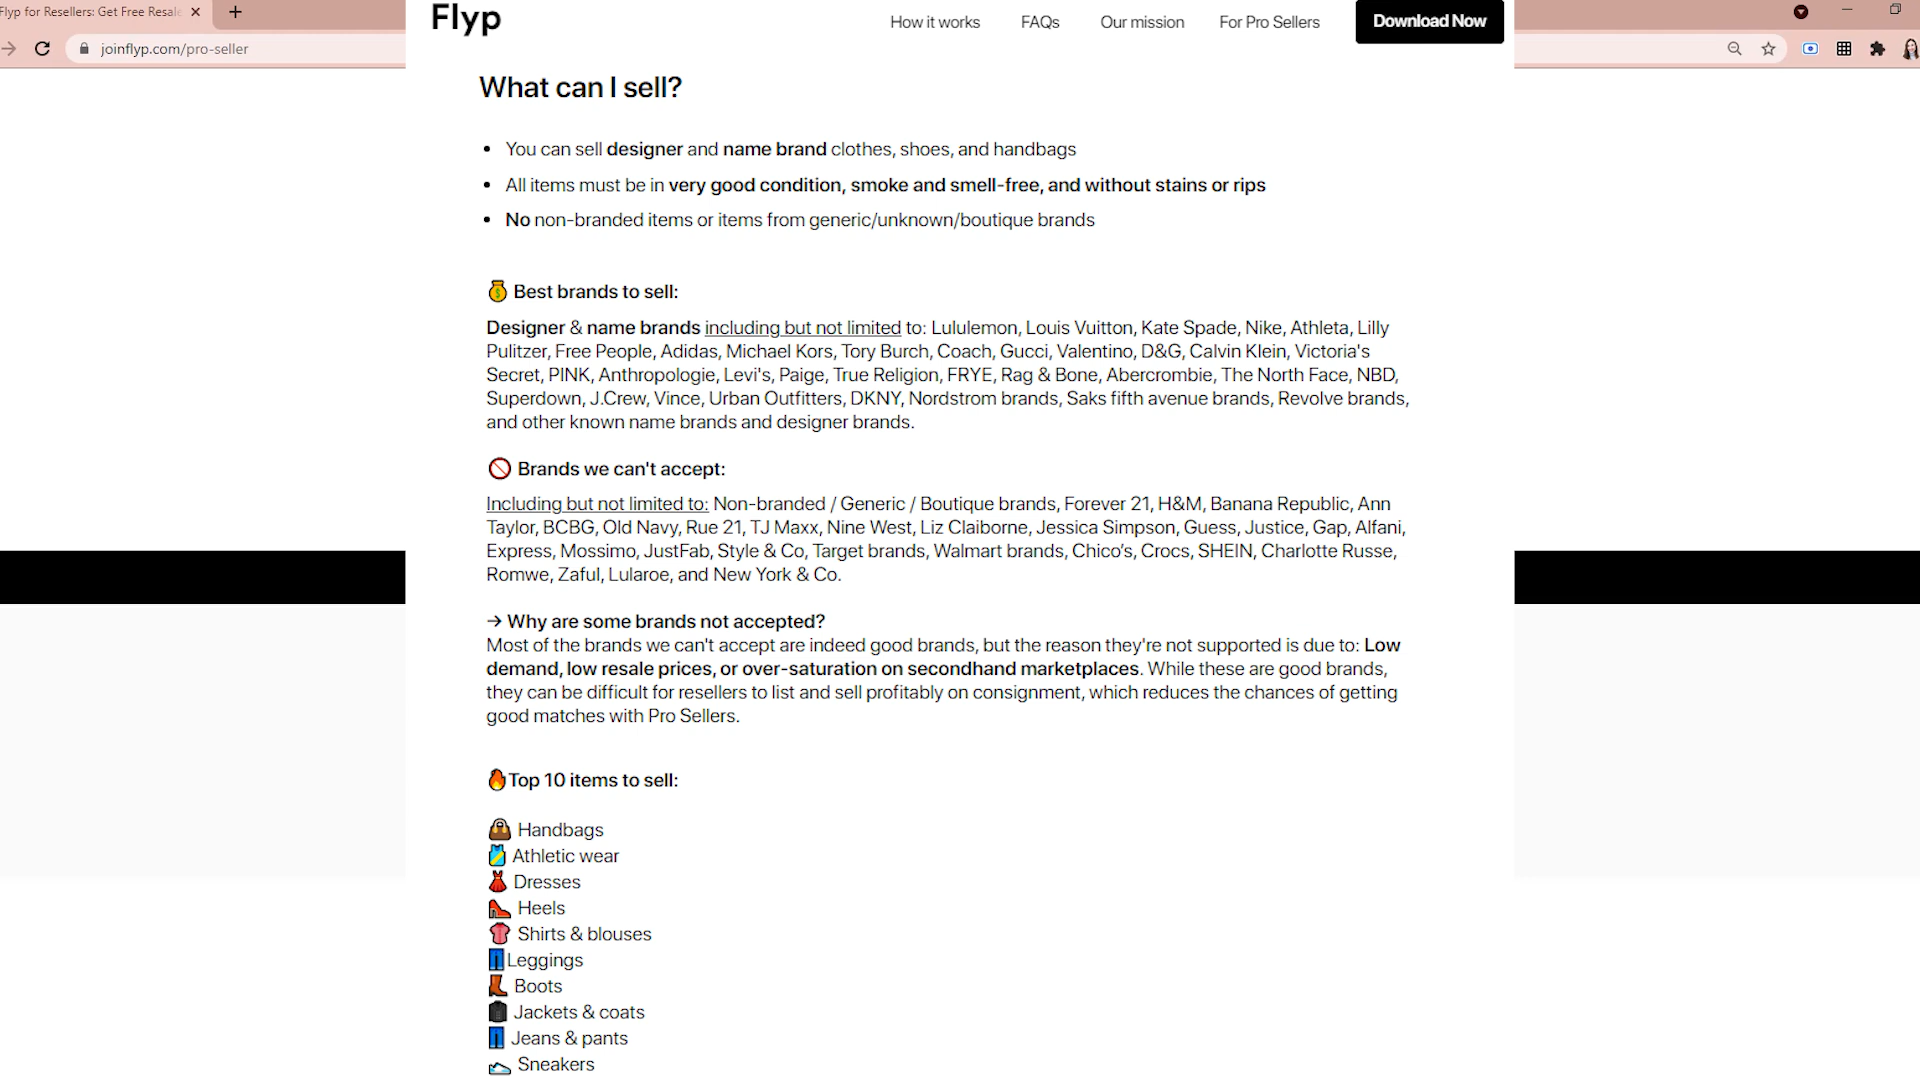 Flyp for Resellers: Get Free Resale
joinflyp.com/pro-seller
Flyp
How it works
FAQs
Our mission
For Pro Sellers
Download Now
What can I sell?
• You can sell designer and name brand clothes, shoes, and handbags
• All items must be in very good condition, smoke and smell-free, and without stains or rips
• No non-branded items or items from generic/unknown/boutique brands
Best brands to sell:
Designer & name brands including but not limited to: Lululemon, Louis Vuitton, Kate Spade, Nike, Athleta, Lilly
Pulitzer, Free People, Adidas, Michael Kors, Tory Burch, Coach, Gucci, Valentino, D&G, Calvin Klein, Victoria's
Secret, PINK, Anthropologie, Levi's, Paige, True Religion, FRYE, Rag & Bone, Abercrombie, The North Face, NBD,
Superdown, J.Crew, Vince, Urban Outfitters, DKNY, Nordstrom brands, Saks fifth avenue brands, Revolve brands,
and other known name brands and designer brands.
Brands we can't accept:
Including but not limited to: Non-branded / Generic / Boutique brands, Forever 21, H&M, Banana Republic, Ann
Taylor, BCBG, Old Navy, Rue 21, TJ Maxx, Nine West, Liz Claiborne, Jessica Simpson, Guess, Justice, Gap, Alfani,
Express, Mossimo, JustFab, Style & Co, Target brands, Walmart brands, Chico’s, Crocs, SHEIN, Charlotte Russe,
Romwe, Zaful, Lularoe, and New York & Co.
→ Why are some brands not accepted?
Most of the brands we can't accept are indeed good brands, but the reason they're not supported is due to: Low
demand, low resale prices, or over-saturation on secondhand marketplaces. While these are good brands,
they can be difficult for resellers to list and sell profitably on consignment, which reduces the chances of getting
good matches with Pro Sellers.
Top 10 items to sell:
Handbags
Athletic wear
Dresses
Heels
Shirts & blouses
Leggings
Boots
Jackets & coats
Jeans & pants
Sneakers